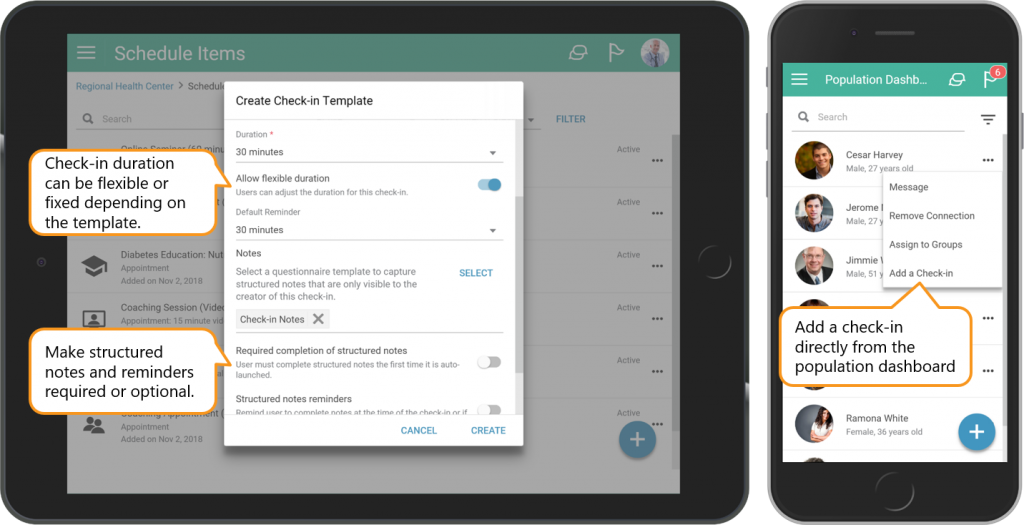 Schedule Items
Regional Health Center > Schedu
Search
FILTER
Online Seminar (60 minu
Active
Active
Active
Diabetes Education: Nut
Appointment
Added on Nov 2, 2018
Active
Coaching Session (Video
Appointment: 15 minute vid
Active
Active
Coaching Appointment (
Appointment
Added on Nov 2, 2018
Create Check-in Template
Duration *
30 minutes
Allow flexible duration
Users can adjust the duration for this check-in.
Default Reminder
30 minutes
Notes
Select a questionnaire template to capture
structured notes that are only visible to the
creator of this check-in.
SELECT
Check-in Notes
Required completion of structured notes
User must complete structured notes the first time it is auto-
launched.
Structured notes reminders
Remind user to complete notes at the time of the check-in or if
CANCEL
CREATE
Check-in duration
can be flexible or
fixed depending on
the template.
Make structured
notes and reminders
required or optional.
Population Dashb...
6
Search
Cesar Harvey
Male, 27 years old
Jerome
Male, 27 y
Jimmie
Male, 51 y
Message
Remove Connection
Assign to Groups
Add a Check-in
Add a check-in
directly from the
population dashboard
Ramona White
Female, 36 years old